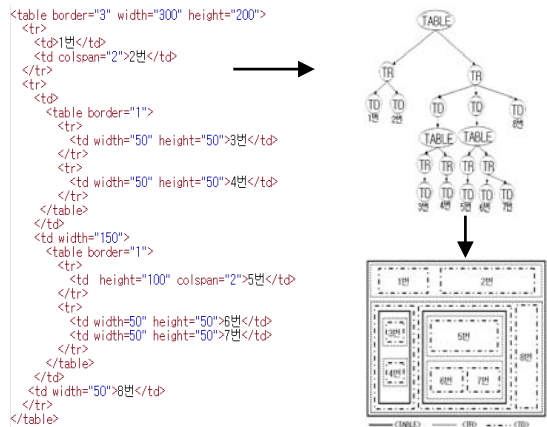 <table border="3" width="300" height="200">
<tr>
<td>1번</td>
<td colspan="2">2번</td>
</tr>
<tr>
<td>
<table border="1">
<tr>
<td width="50" height="50">3번</td>
</tr>
<tr>
<td width="50" height="50">4번</td>
</tr>
</table>
</td>
<td width="150">
<table border="1">
<tr>
<td  height="100" colspan="2">5번</td>
</tr>
<tr>
<td width=50" height="50">6번</td>
<td width=50" height="50">7번</td>
</tr>
</table>
</td>
<td width="50">8번</td>
</tr>
</table>
TABLE
TR TR
TD TD TD TD TD
1번 2번 8번
TABLE TABLE
TR TR TR TR
TD TD TD TD TD
3번 4번 5번 6번 7번
1번 2번
3번 5번 8번
4번 6번 7번
<TABLE> <TR> <TD>